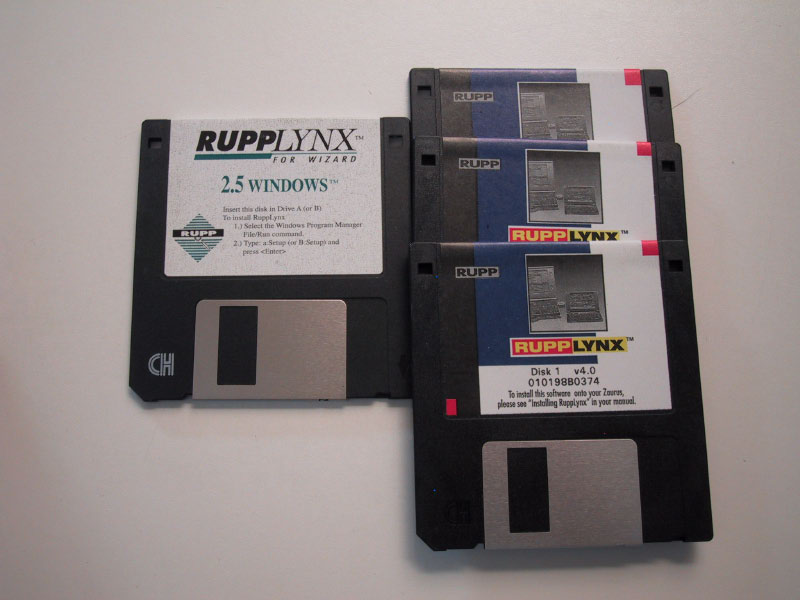 RUPPLYNX™
FOR WIZARD
2.5 WINDOWS™
Insert this disk in Drive A (or B)
To install RuppLynx
1.) Select the Windows Program Manager
File/Run command.
2.) Type: a:Setup (or B:Setup) and
press <Enter>
RUPP
CH
RUPP
RUPP
RUPPLYNX™
RUPP
RUPPLYNX™
Disk 1 v4.0
010198B0374
To install this software onto your Zaurus,
please see "Installing RuppLynx" in your manual.
CH